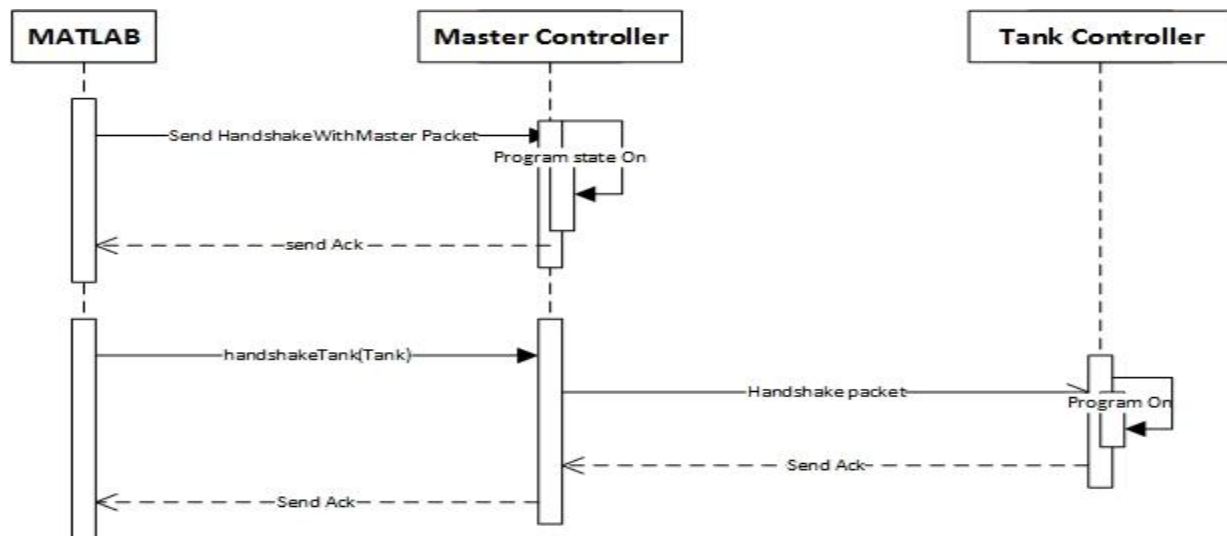 MATLAB
Master Controller
Tank Controller
Send HandshakeWithMaster Packet
Program state On
send Ack
handshakeTank(Tank)
Handshake packet
Program On
Send Ack
Send Ack